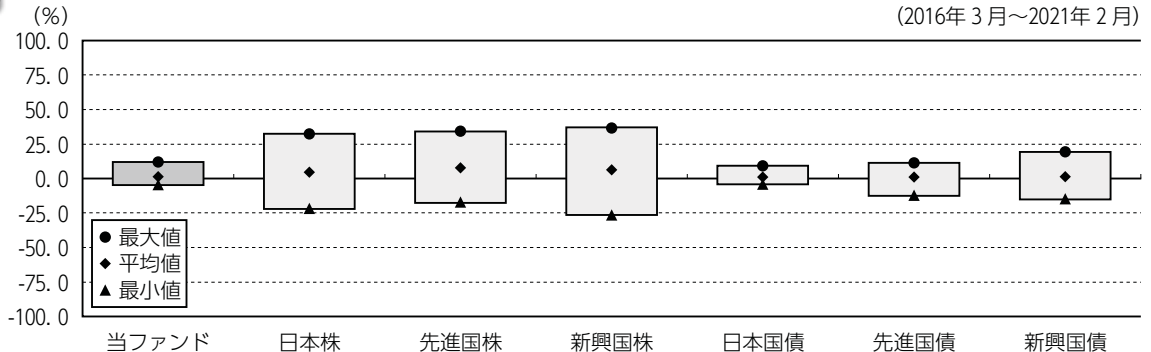 (%)
(2016年3月~2021年2月)
100.0
75.0
50.0
25.0
0.0
-25.0
-50.0
-75.0
-100.0
● 最大値
◆ 平均値
▲ 最小値
当ファンド 日本株 先進国株 新興国株 日本国債 先進国債 新興国債